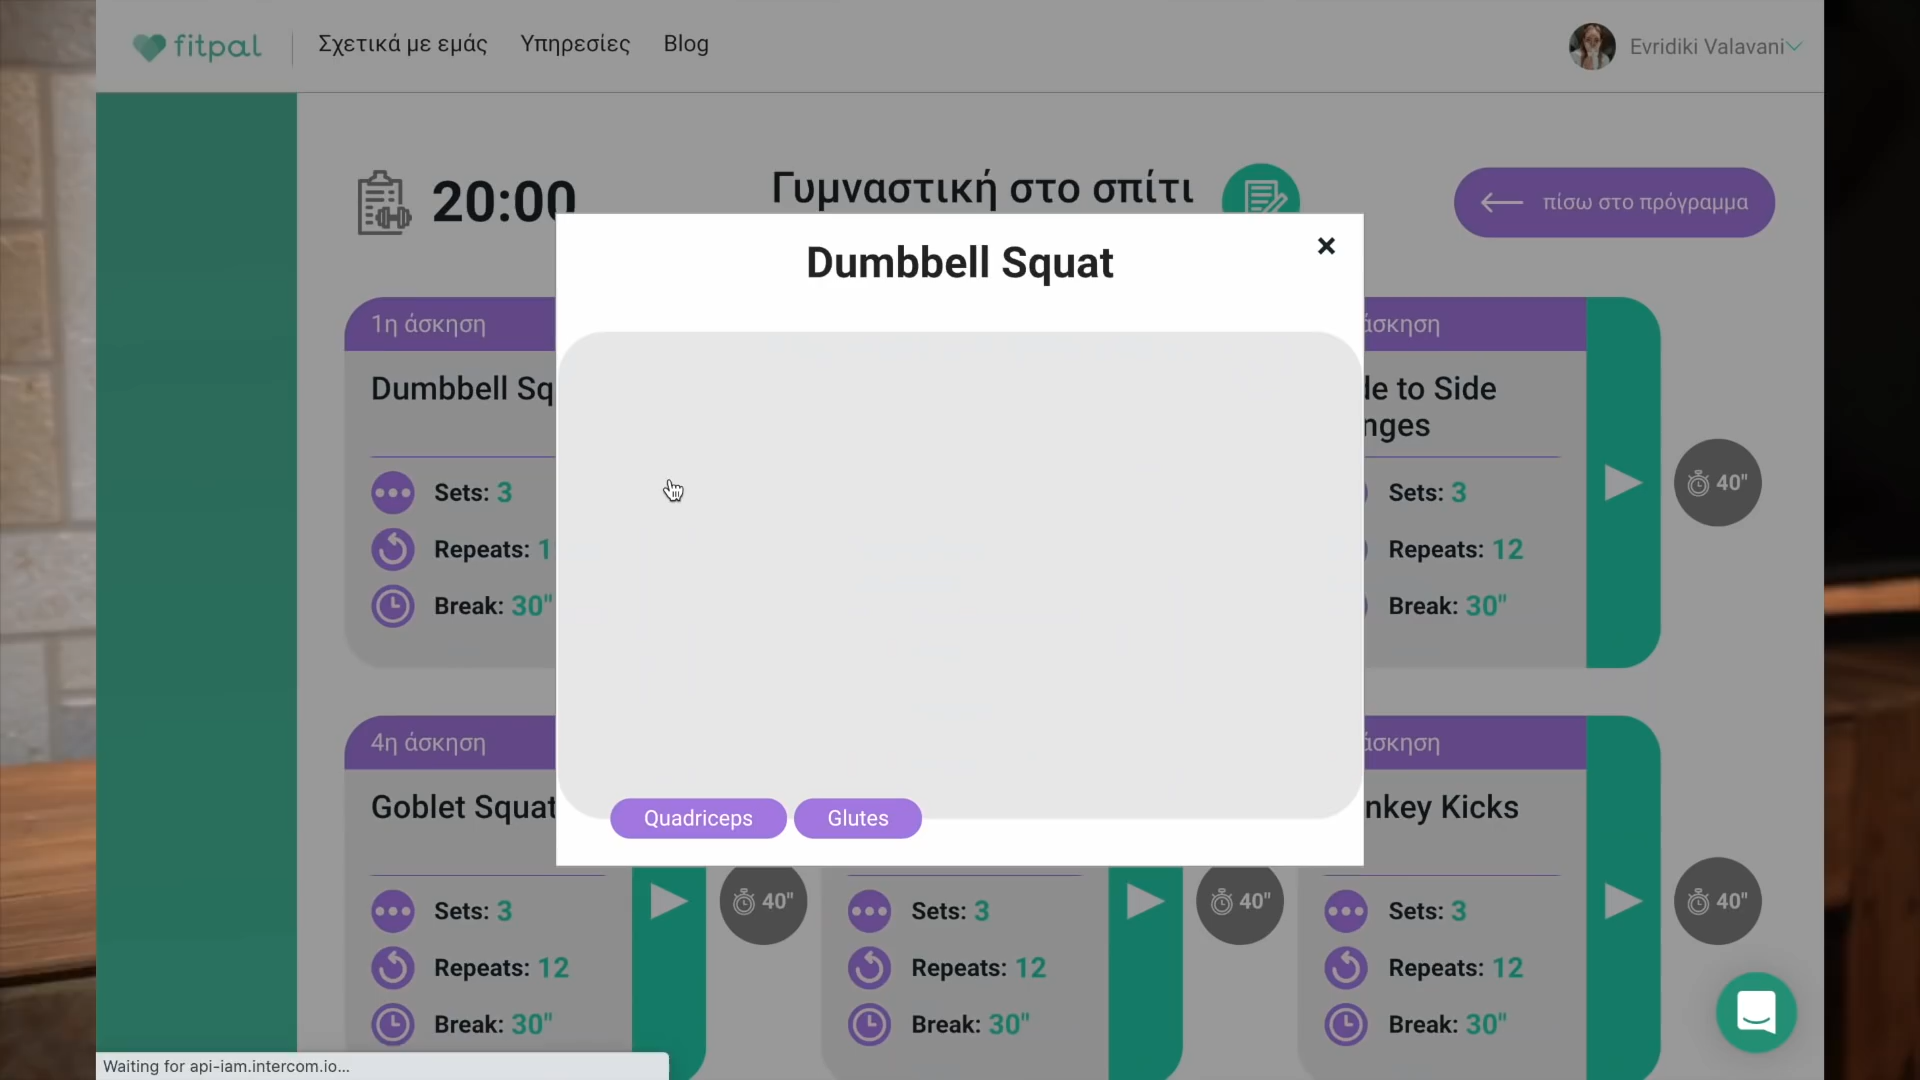 fitpal
Σχετικά με εμάς
Υπηρεσίες
Blog
Evridiki Valavani
20:00
Γυμναστική στο σπίτι
πίσω στο πρόγραμμα
Dumbbell Squat
×
1η άσκηση
άσκηση
Dumbbell Sq
de to Side
nges
Sets: 3
Repeats: 1
Break: 30"
Sets: 3
Repeats: 12
Break: 30"
40"
Quadriceps
Glutes
4η άσκηση
άσκηση
Goblet Squat
nkey Kicks
Sets: 3
Repeats: 12
Break: 30"
40"
Sets: 3
Repeats: 12
Break: 30"
40"
Sets: 3
Repeats: 12
Break: 30"
40"
Waiting for api-iam.intercom.io...